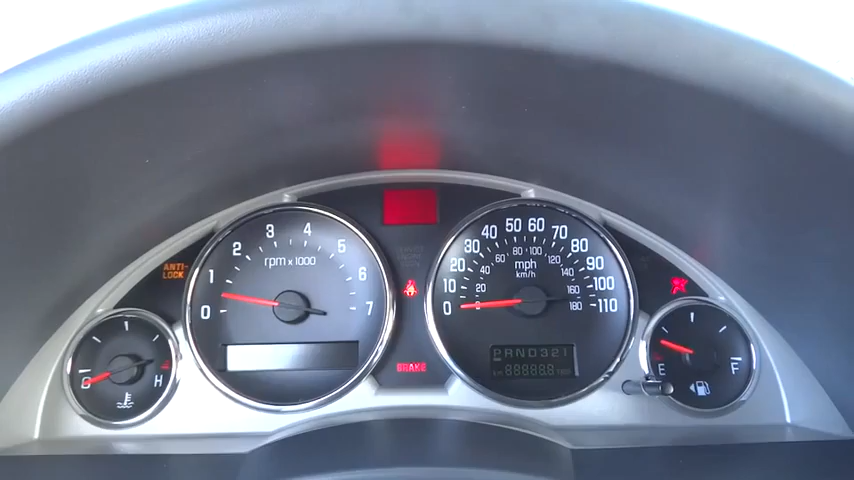 ANTI-
LOCK
0 1 2 3 4 5 6 7
rpm x 1000
BRAKE
0 10 20 30 40 50 60 70 80 90 100 110
20 40 60 80 100 120 140 160 180
mph
km/h
PRND321
888888
C H
E F